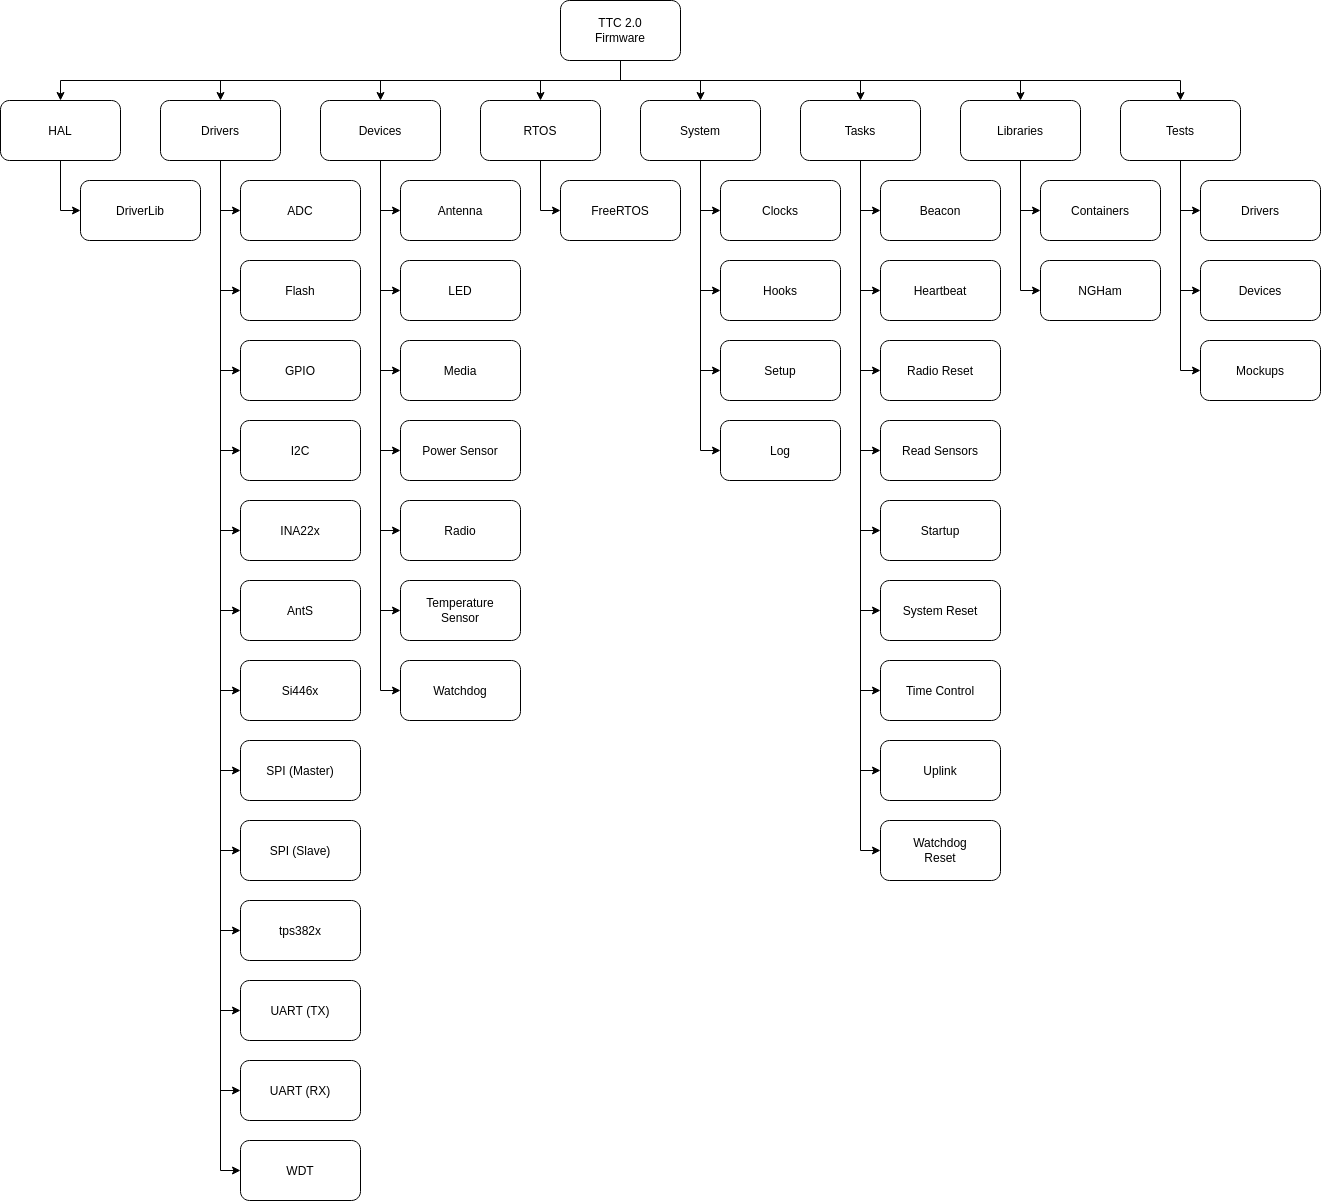 TTC 2.0
Firmware
HAL
Drivers
Devices
RTOS
System
Tasks
Libraries
Tests
DriverLib
ADC
Flash
GPIO
I2C
INA22x
AntS
Si446x
SPI (Master)
SPI (Slave)
tps382x
UART (TX)
UART (RX)
WDT
Antenna
LED
Media
Power Sensor
Radio
Temperature
Sensor
Watchdog
FreeRTOS
Clocks
Hooks
Setup
Log
Beacon
Heartbeat
Radio Reset
Read Sensors
Startup
System Reset
Time Control
Uplink
Watchdog
Reset
Containers
NGHam
Drivers
Devices
Mockups